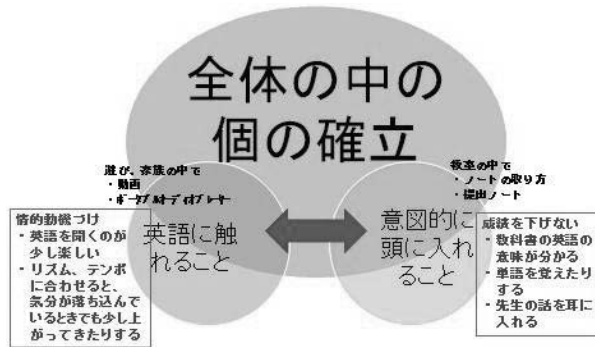 全体の中の
個の確立
遊び、家族の中で
・動画
・ポータブルオーディオプレーヤー
教室の中で
・ノートの取り方
・提出ノート
英語に触
れること
意図的に
頭に入れ
ること
情的動機づけ
・英語を聞くのが
少し楽しい
・リズム、テンポ
に合わせると、
気分が落ち込んで
いるときでも少し上
がってきたりする
成績を下げない
・教科書の英語の
意味が分かる
・単語を覚えたり
する
・先生の話を耳に
入れる